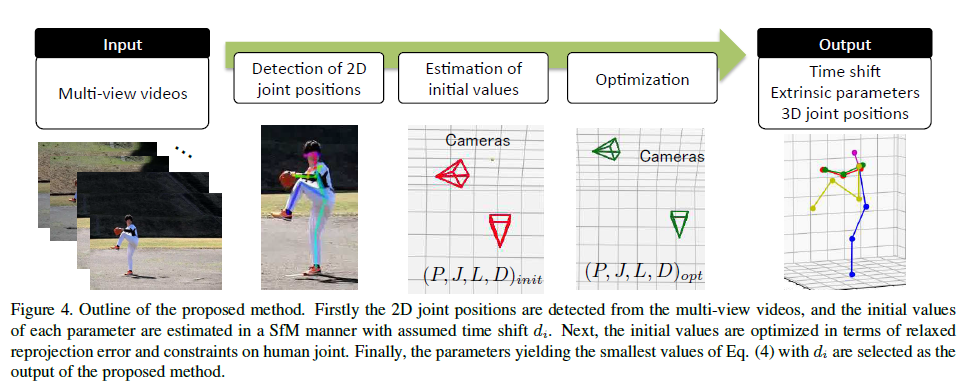 Input
Multi-view videos
Detection of 2D
joint positions
Estimation of
initial values
Optimization
Output
Time shift
Extrinsic parameters
3D joint positions
...
Cameras
(P, J, L, D)init
Cameras
(P, J, L, D)opt
Figure 4. Outline of the proposed method. Firstly the 2D joint positions are detected from the multi-view videos, and the initial values
of each parameter are estimated in a SfM manner with assumed time shift di. Next, the initial values are optimized in terms of relaxed
reprojection error and constraints on human joint. Finally, the parameters yielding the smallest values of Eq. (4) with di are selected as the
output of the proposed method.